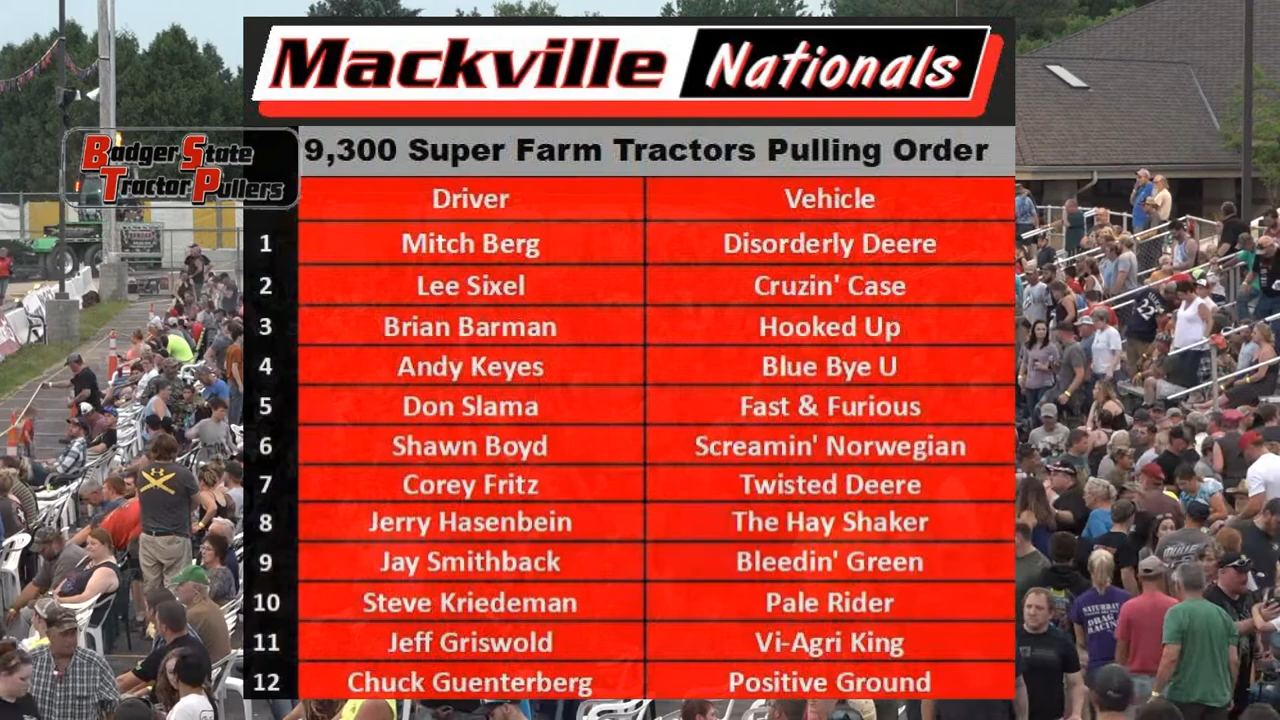 Mackville Nationals
Badger State
Tractor Pullers
9,300 Super Farm Tractors Pulling Order
Driver Vehicle
1 Mitch Berg Disorderly Deere
2 Lee Sixel Cruzin' Case
3 Brian Barman Hooked Up
4 Andy Keyes Blue Bye U
5 Don Slama Fast & Furious
6 Shawn Boyd Screamin' Norwegian
7 Corey Fritz Twisted Deere
8 Jerry Hasenbein The Hay Shaker
9 Jay Smithback Bleedin' Green
10 Steve Kriedeman Pale Rider
11 Jeff Griswold Vi-Agri King
12 Chuck Guenterberg Positive Ground
22
SATURDAY
DRAG
RACING